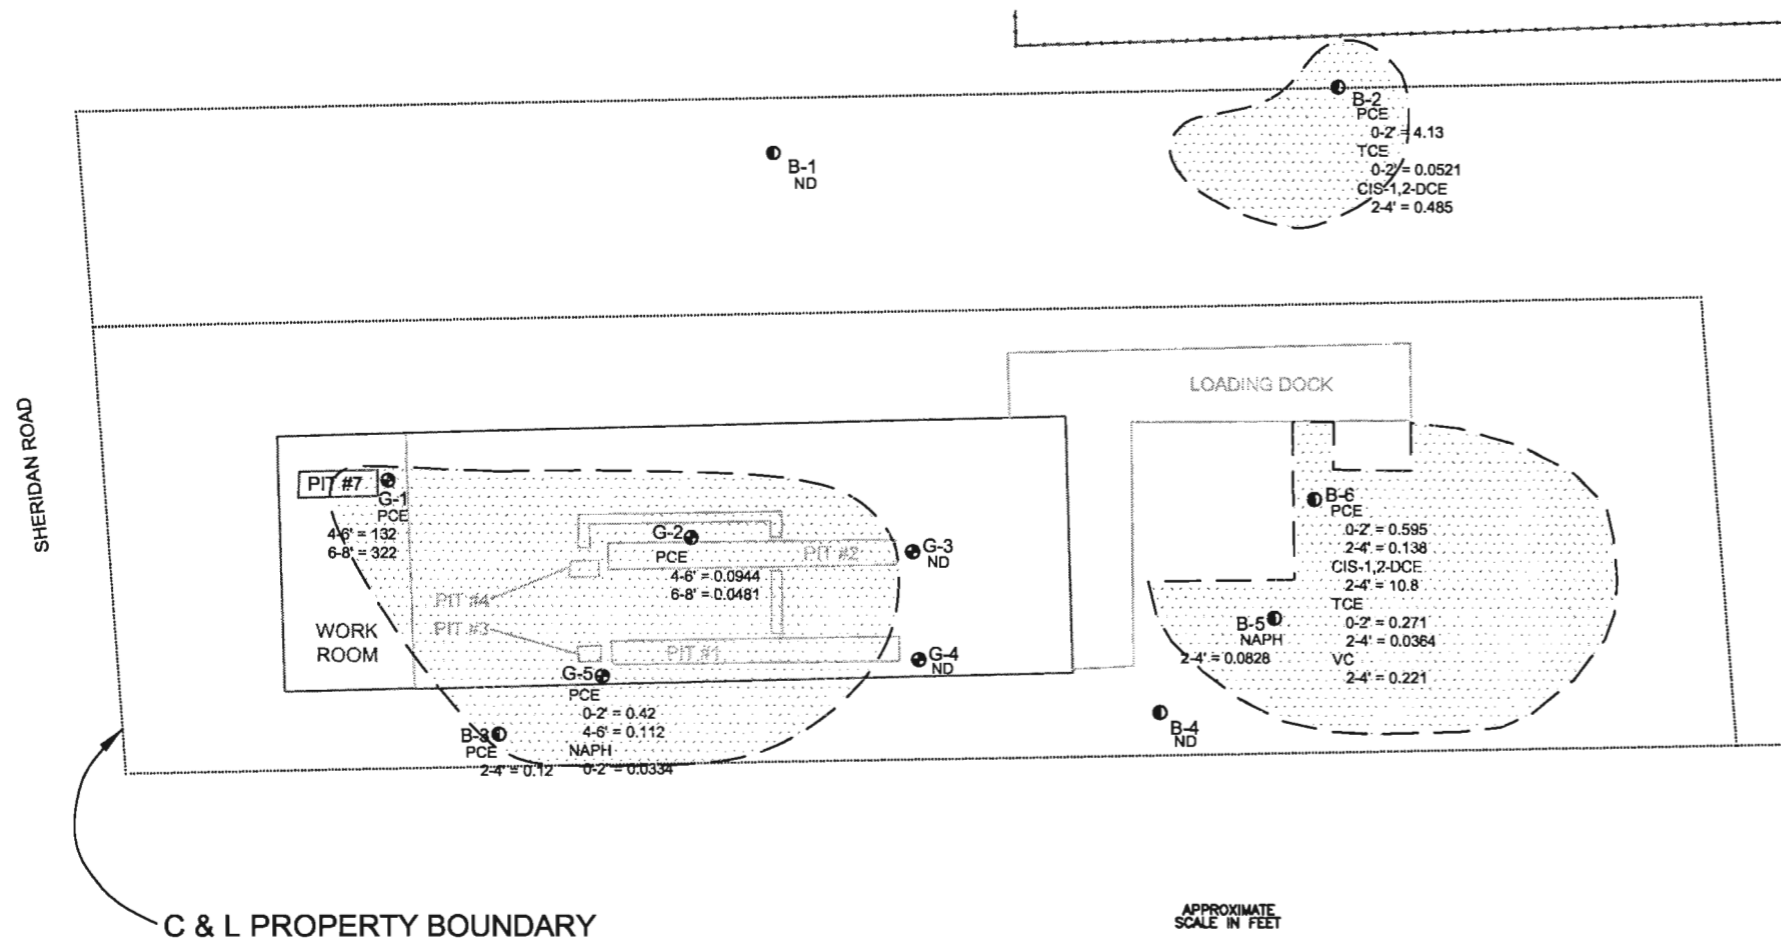 B-2
PCE
0-2' = 4.13
TCE
0-2' = 0.0521
CIS-1,2-DCE
2-4' = 0.485
B-1
ND
LOADING DOCK
SHERIDAN ROAD
PIT #7
G-1
PCE
4-6' = 132
6-8' = 322
G-2
PCE
4-6' = 0.0944
6-8' = 0.0481
PIT #2
G-3
ND
PIT #4
PIT #3
WORK
ROOM
PIT #1
G-4
ND
G-5
PCE
0-2' = 0.42
4-6' = 0.112
NAPH
0-2' = 0.0334
B-3
PCE
2-4' = 0.12
B-6
PCE
0-2' = 0.595
2-4' = 0.138
CIS-1,2-DCE
2-4' = 10.8
TCE
0-2' = 0.271
2-4' = 0.0364
VC
2-4' = 0.221
B-5
NAPH
2-4' = 0.0828
B-4
ND
C & L PROPERTY BOUNDARY
APPROXIMATE
SCALE IN FEET